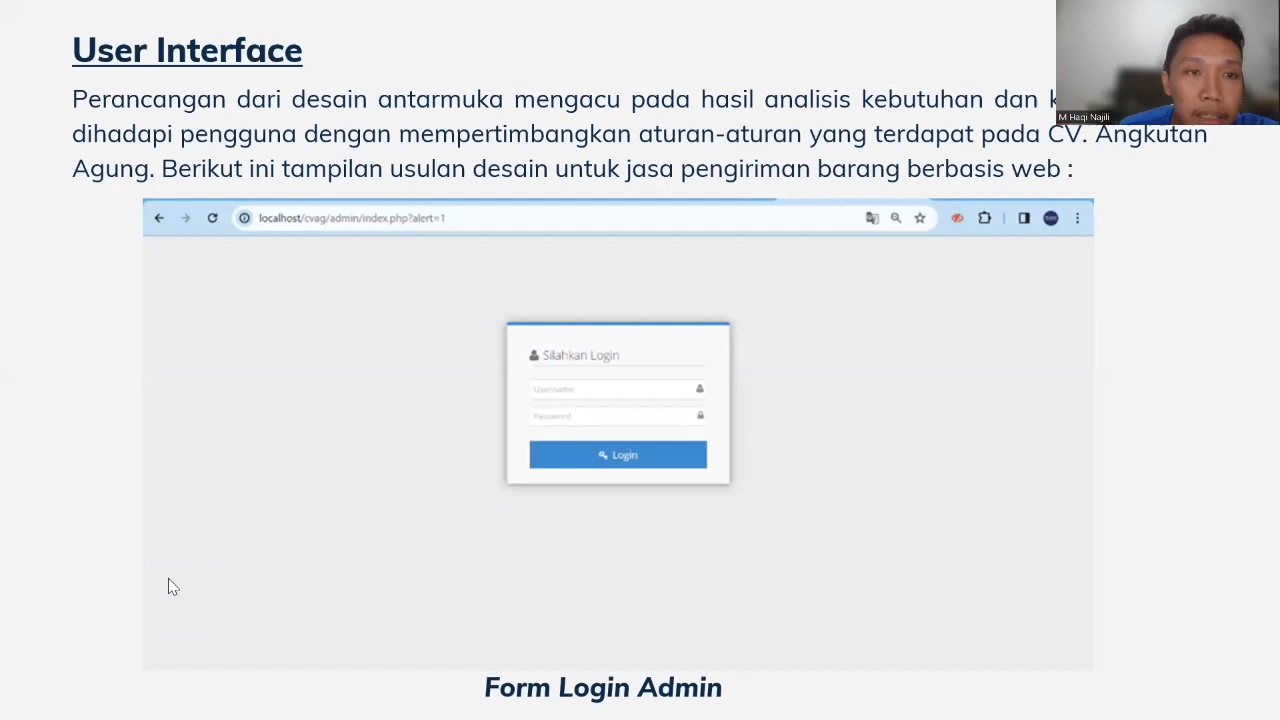 User Interface
Perancangan dari desain antarmuka mengacu pada hasil analisis kebutuhan dan
M Haqi Najili
dihadapi pengguna dengan mempertimbangkan aturan-aturan yang terdapat pada CV. Angkutan
Agung. Berikut ini tampilan usulan desain untuk jasa pengiriman barang berbasis web :
localhost/cvag/admin/index.php?alert=1
Silahkan Login
Username
Password
Login
Form Login Admin